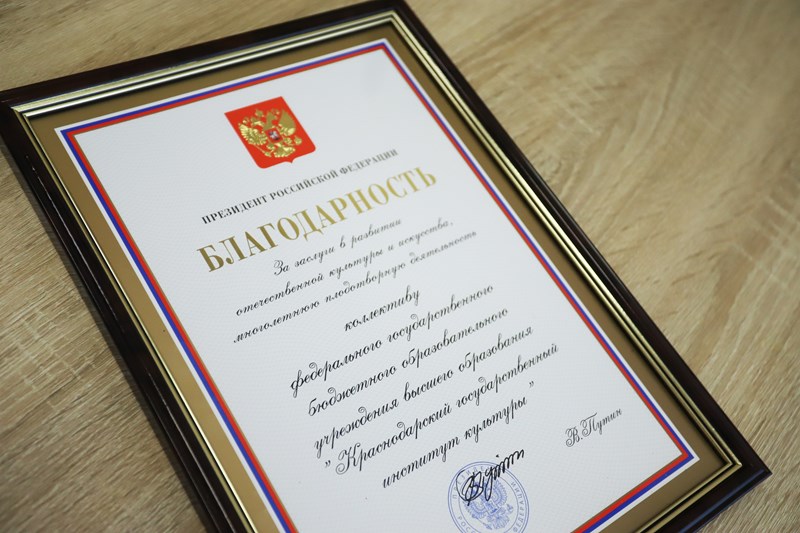 ПРЕЗИДЕНТ РОССИЙСКОЙ ФЕДЕРАЦИИ
БЛАГОДАРНОСТЬ
За заслуги в развитии
отечественной культуры и искусства,
многолетнюю плодотворную деятельность
коллективу
федерального государственного
бюджетного образовательного
учреждения высшего образования
"Краснодарский государственный
институт культуры"
В.Путин